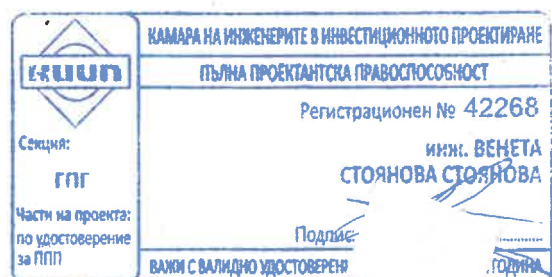 КАМАРА НА ИНЖЕНЕРИТЕ В ИНВЕСТИЦИОННОТО ПРОЕКТИРАНЕ
ПЪЛНА ПРОЕКТАНТСКА ПРАВОСПОСОБНОСТ
КИИП
Регистрационен № 42268
Секция:
ГПГ
инж. ВЕНЕТА
СТОЯНОВА СТОЯНОВА
Части на проекта:
по удостоверение
за ППП
Подпис:
ВАЖИ С ВАЛИДНО ГОДИНА